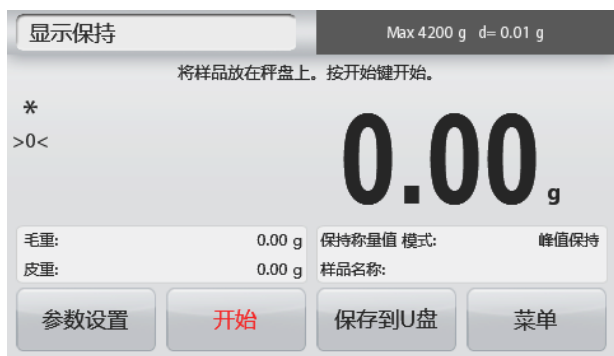 显示保持
Max 4200 g d= 0.01 g
将样品放在秤盘上。按开始键开始。
*
>0<
0.00 g
毛重: 0.00 g 保持称量值 模式: 峰值保持
皮重: 0.00 g 样品名称:
参数设置 开始 保存到U盘 菜单